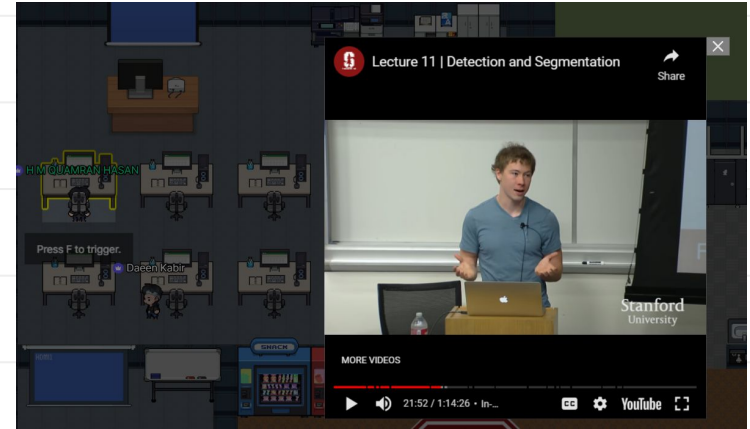 Lecture 11 | Detection and Segmentation
Share
H M QUAMRAN HASAN
Press F to trigger.
Daeen Kabir
Stanford
University
SNACK
MENU
MORE VIDEOS
21:52 / 1:14:26 • In-...
CC
YouTube